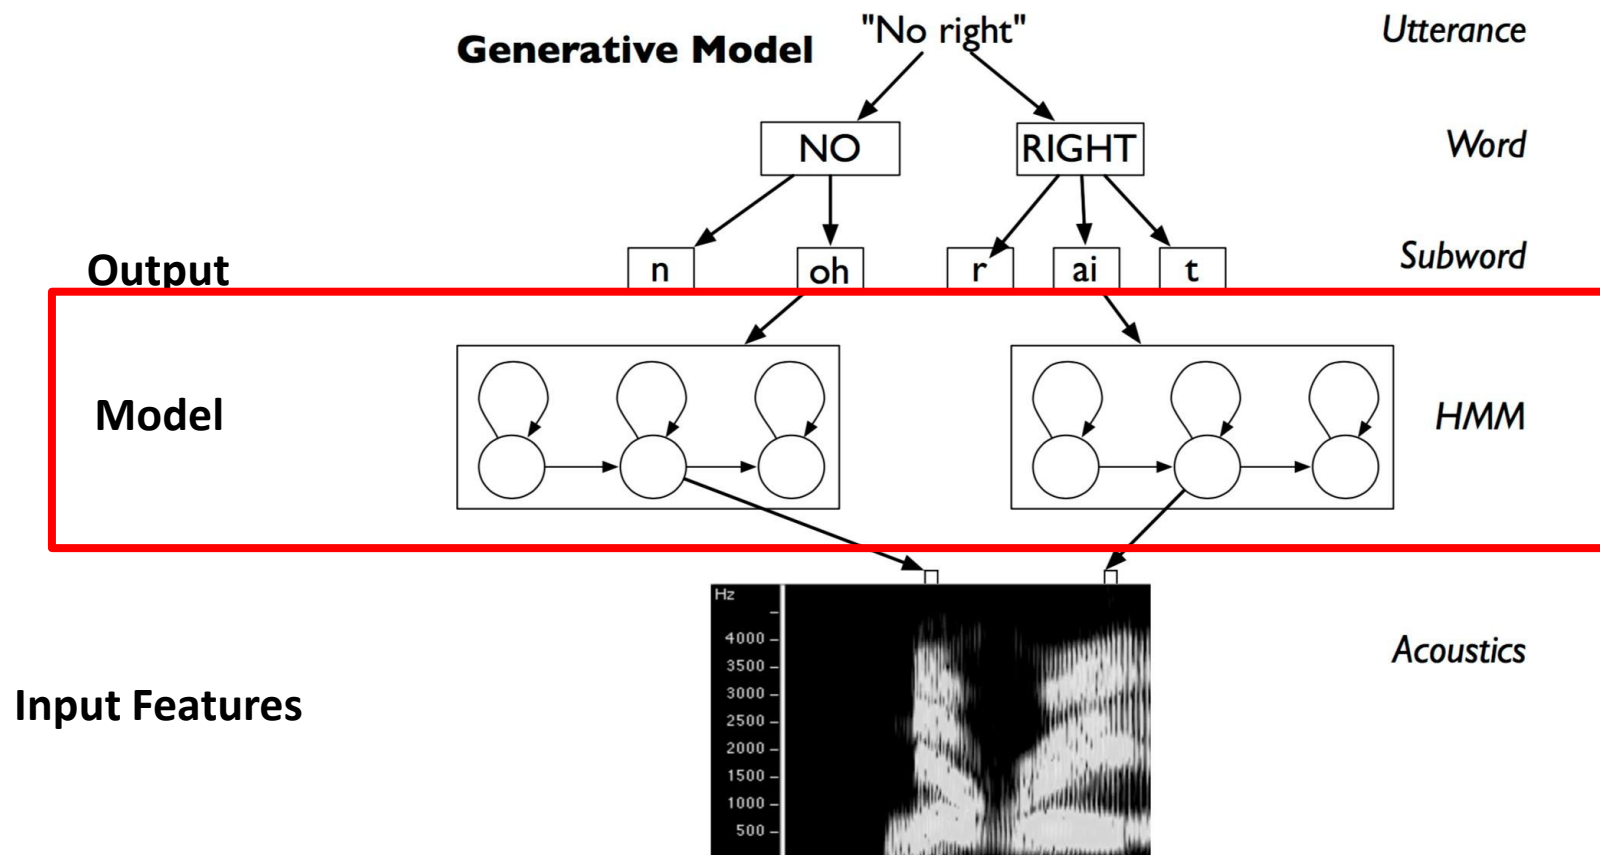 "No right"
Utterance
Generative Model
NO
RIGHT
Word
Output
n
oh
r
ai
t
Subword
Model
HMM
Hz
4000
3500
3000
2500
2000
1500
1000
500
Acoustics
Input Features